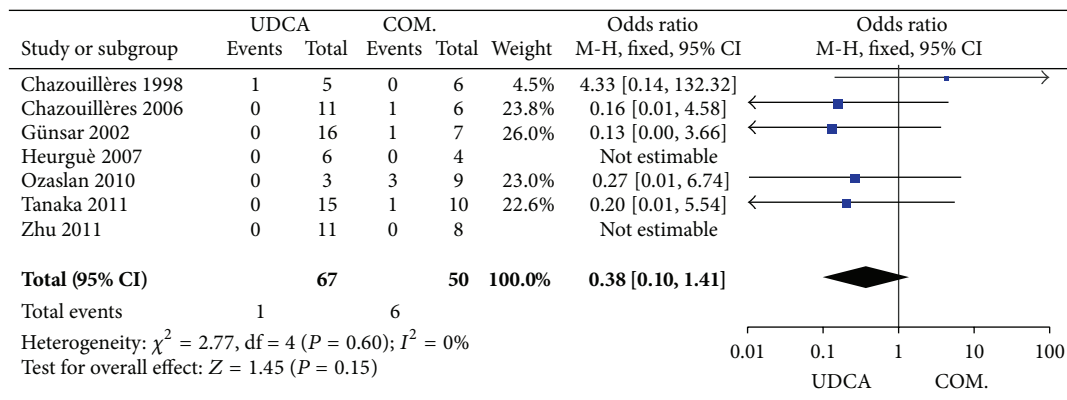 UDCA COM. Odds ratio Odds ratio
Study or subgroup Events Total Events Total Weight M-H, fixed, 95% CI M-H, fixed, 95% CI
Chazouillères 1998 1 5 0 6 4.5% 4.33 [0.14, 132.32]
Chazouillères 2006 0 11 1 6 23.8% 0.16 [0.01, 4.58]
Günsar 2002 0 16 1 7 26.0% 0.13 [0.00, 3.66]
Heurguè 2007 0 6 0 4 Not estimable
Ozaslan 2010 0 3 3 9 23.0% 0.27 [0.01, 6.74]
Tanaka 2011 0 15 1 10 22.6% 0.20 [0.01, 5.54]
Zhu 2011 0 11 0 8 Not estimable
Total (95% CI) 67 50 100.0% 0.38 [0.10, 1.41]
Total events 1 6
Heterogeneity: χ² = 2.77, df = 4 (P = 0.60); I² = 0%
Test for overall effect: Z = 1.45 (P = 0.15)
0.01 0.1 1 10 100
UDCA COM.